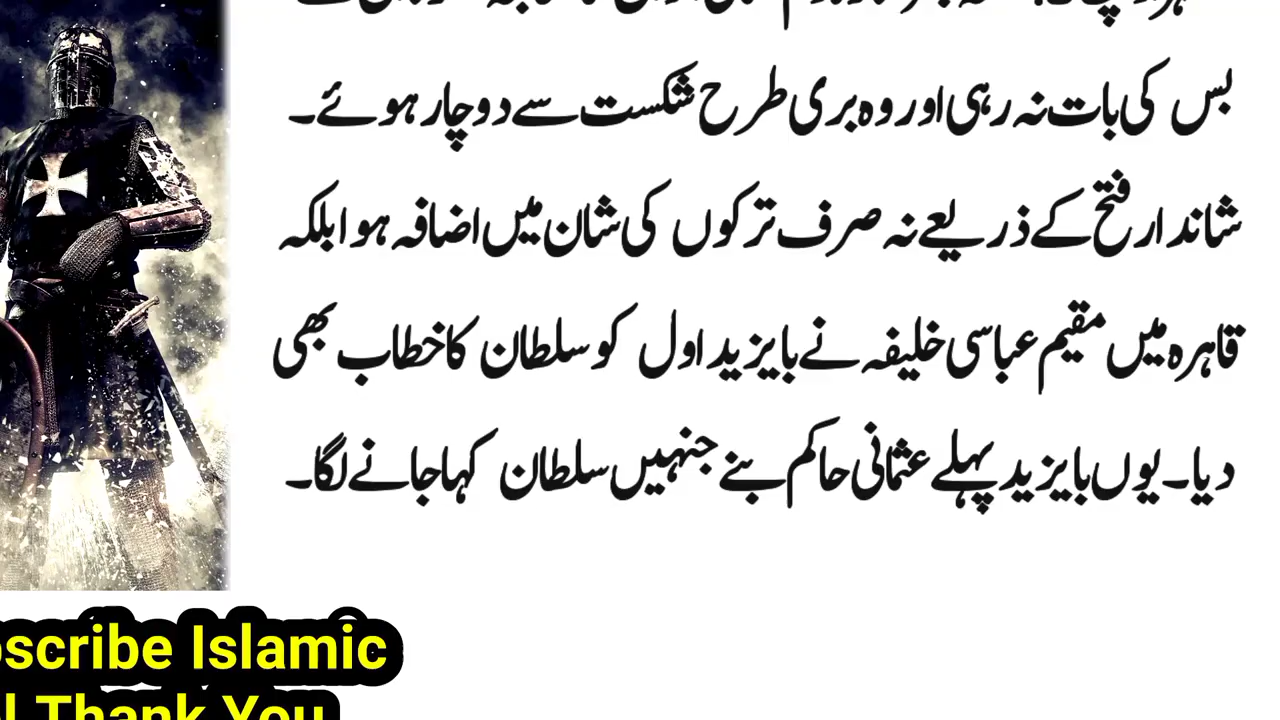 بس کی بات نہ رہی اور وہ بری طرح شکست سے دوچار ہوئے۔
شاندار فتح کے ذریعے نہ صرف ترکوں کی شان میں اضافہ ہوا بلکہ
قاہرہ میں مقیم عباسی خلیفہ نے بایزید اول کو سلطان کا خطاب بھی
دیا۔ یوں بایزید پہلے عثمانی حاکم بنے جنہیں سلطان کہا جانے لگا۔
bscribe Islamic
l Thank You